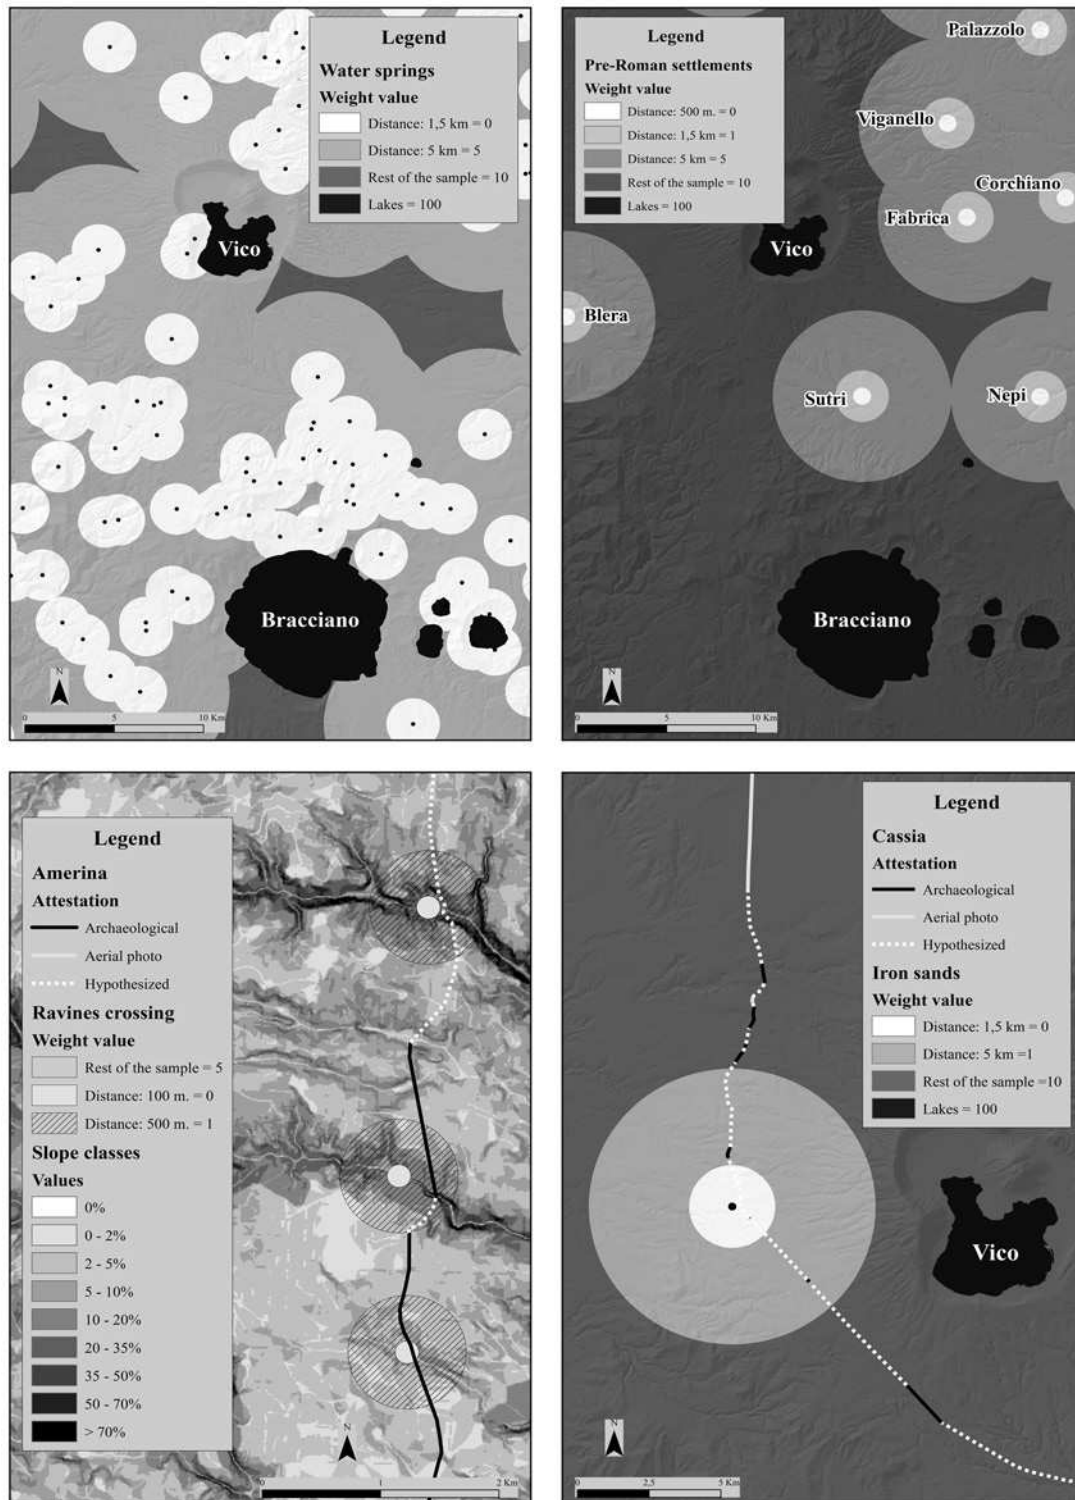 Legend
Water springs
Weight value
Distance: 1,5 km = 0
Distance: 5 km = 5
Rest of the sample = 10
Lakes = 100
Vico
Bracciano
N
0 5 10 Km
Legend
Pre-Roman settlements
Weight value
Distance: 500 m. = 0
Distance: 1,5 km = 1
Distance: 5 km = 5
Rest of the sample = 10
Lakes = 100
Palazzolo
Viganello
Corchiano
Fabrica
Vico
Blera
Sutri
Nepi
Bracciano
N
0 5 10 Km
Legend
Amerina
Attestation
Archaeological
Aerial photo
Hypothesized
Ravines crossing
Weight value
Rest of the sample = 5
Distance: 100 m. = 0
Distance: 500 m. = 1
Slope classes
Values
0%
0 - 2%
2 - 5%
5 - 10%
10 - 20%
20 - 35%
35 - 50%
50 - 70%
> 70%
N
0 1 2 Km
Legend
Cassia
Attestation
Archaeological
Aerial photo
Hypothesized
Iron sands
Weight value
Distance: 1,5 km = 0
Distance: 5 km =1
Rest of the sample =10
Lakes = 100
Vico
N
0 2,5 5 Km